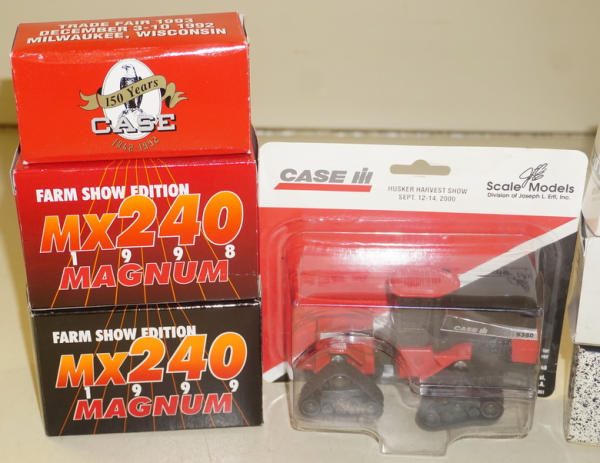 TRADE FAIR 1993
DECEMBER 3-10 1992
MILWAUKEE, WISCONSIN
150 Years
CASE
1842-1992
FARM SHOW EDITION
MX240
1998
MAGNUM
FARM SHOW EDITION
MX240
1999
MAGNUM
CASE IH
HUSKER HARVEST SHOW
SEPT. 12-14, 2000
Scale Models
Division of Joseph L. Ertl, Inc.
CASE IH
9380